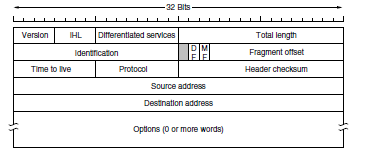 32 Bits
Version IHL Differentiated services Total length
Identification D F M F Fragment offset
Time to live Protocol Header checksum
Source address
Destination address
Options (0 or more words)